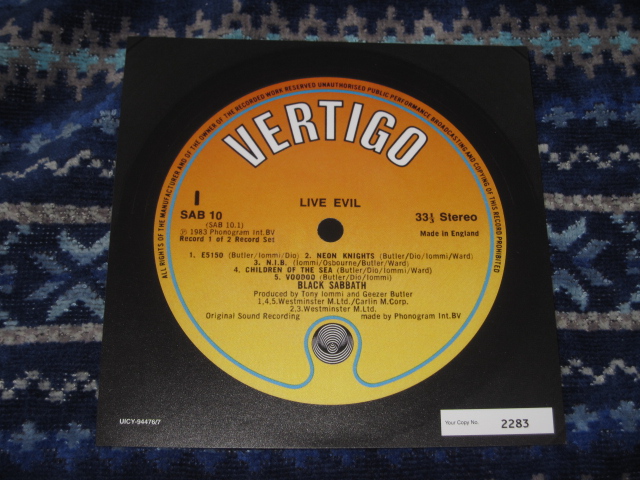 ALL RIGHTS OF THE MANUFACTURER AND OF THE OWNER OF THE RECORDED WORK RESERVED UNAUTHORISED PUBLIC PERFORMANCE BROADCASTING AND COPYING OF THIS RECORD PROHIBITED
VERTIGO
I
LIVE EVIL
SAB 10
33⅓ Stereo
(SAB 10.1)
℗ 1983 Phonogram Int.BV
Made in England
Record 1 of 2 Record Set
1. E5150 (Butler/Iommi/Dio) 2. NEON KNIGHTS (Butler/Dio/Iommi/Ward)
3. N.I.B. (Iommi/Osbourne/Butler/Ward)
4. CHILDREN OF THE SEA (Butler/Dio/Iommi/Ward)
5. VOODOO (Butler/Dio/Iommi)
BLACK SABBATH
Produced by Tony Iommi and Geezer Butler
1,4,5.Westminster M.Ltd./Carlin M.Corp.
2,3.Westminster M.Ltd.
Original Sound Recording made by Phonogram Int.BV
UICY-94476/7
Your Copy No. 2283